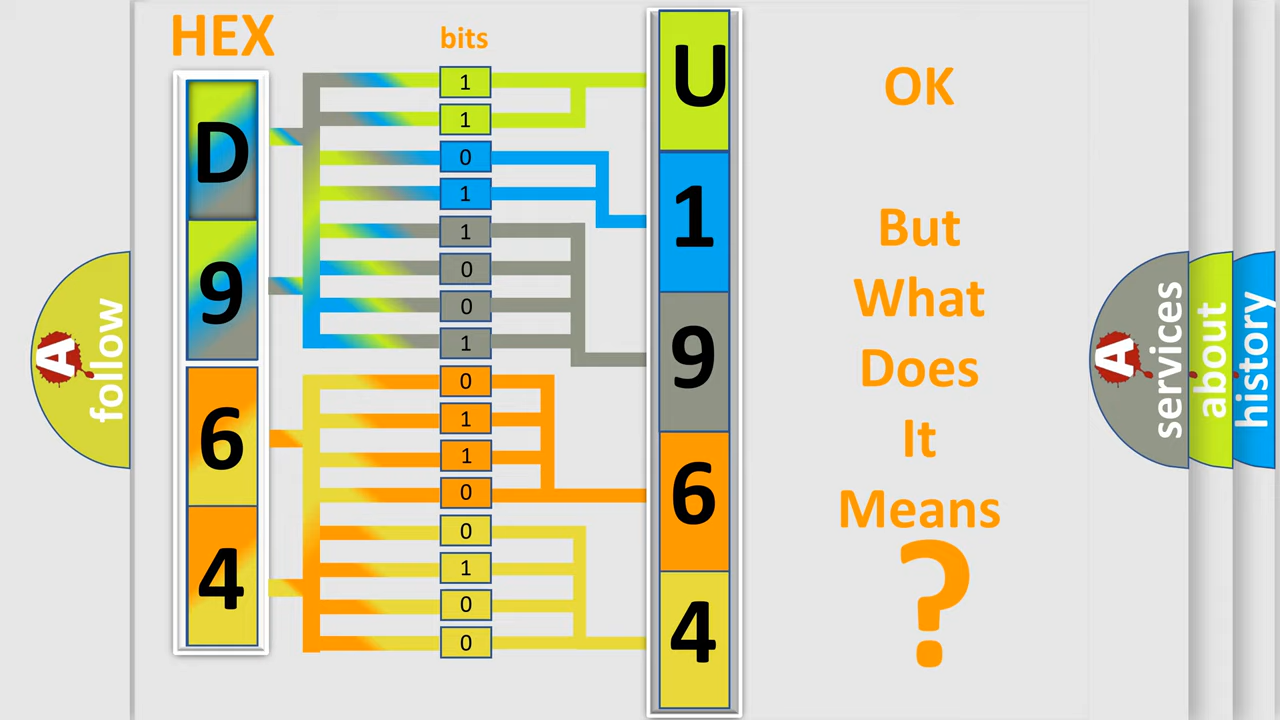 HEX
D
9
6
4
bits
1
1
0
1
1
0
0
1
0
1
1
0
0
1
0
0
U
1
9
6
4
OK
But
What
Does
It
Means
?
A
follow
A
services
about
history